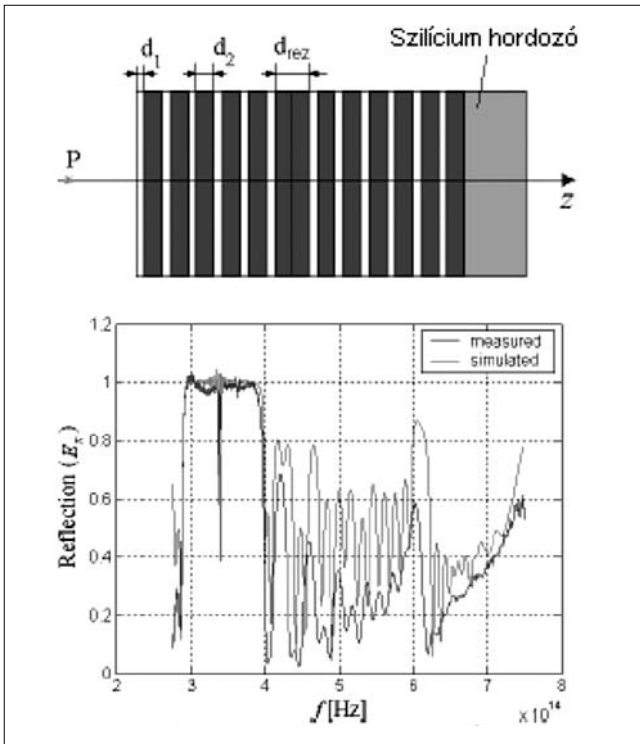 Szilícium hordozó
d1 d2 drez
P
z
1.2
measured
simulated
1
0.8
0.6
0.4
0.2
0
Reflection (Ex)
2 3 4 5 6 7 8
f [Hz]
×10^14